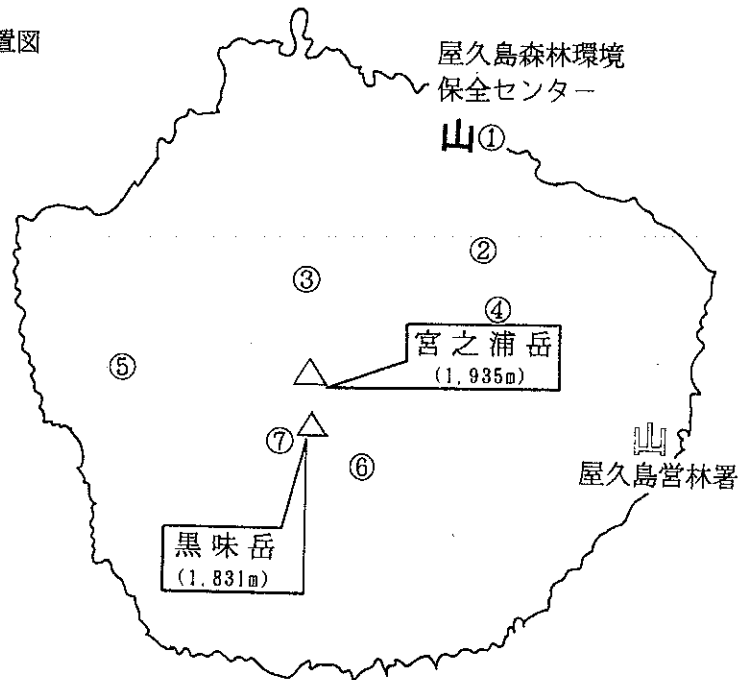 置図
屋久島森林環境
保全センター
山①
②
③
④
宮之浦岳
(1,935m)
⑤
⑦
⑥
山
屋久島営林署
黒味岳
(1,831m)